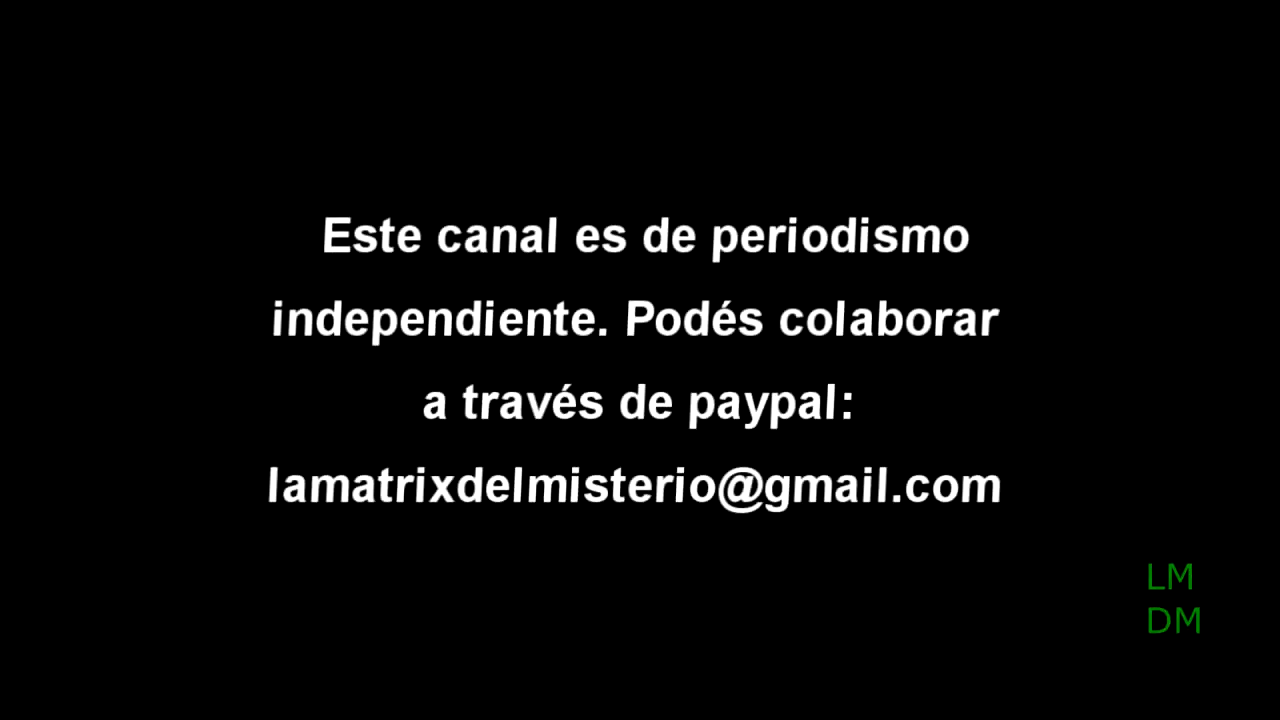 Este canal es de periodismo
independiente. Podés colaborar
a través de paypal:
lamatrixdelmisterio@gmail.com
LM
DM